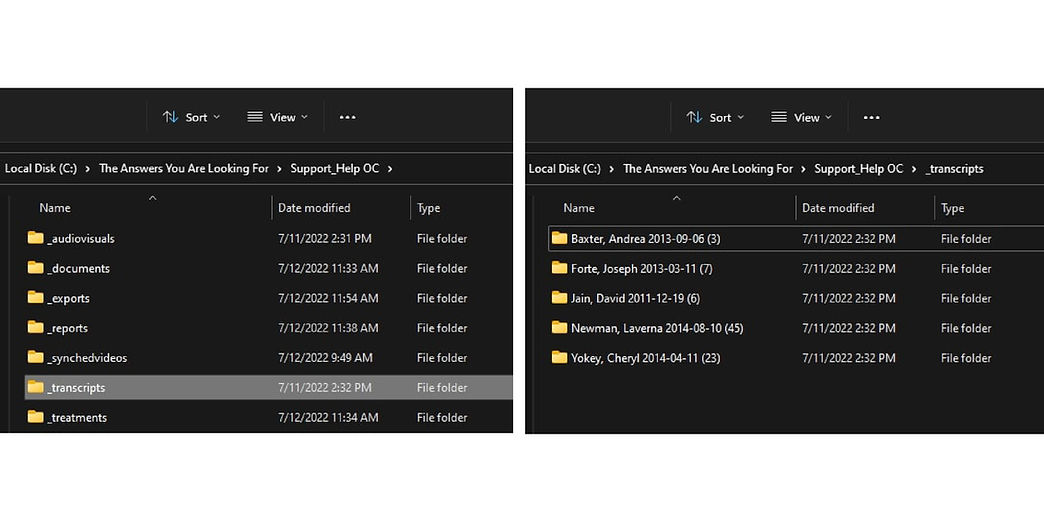 Sort View •••
Local Disk (C:) > The Answers You Are Looking For > Support_Help OC >
Name Date modified Type
_audiovisuals 7/11/2022 2:31 PM File folder
_documents 7/12/2022 11:33 AM File folder
_exports 7/12/2022 11:54 AM File folder
_reports 7/12/2022 11:38 AM File folder
_synchedvideos 7/12/2022 9:49 AM File folder
_transcripts 7/11/2022 2:32 PM File folder
_treatments 7/12/2022 11:34 AM File folder
Sort View •••
Local Disk (C:) > The Answers You Are Looking For > Support_Help OC > _transcripts
Name Date modified Type
Baxter, Andrea 2013-09-06 (3) 7/11/2022 2:32 PM File folder
Forte, Joseph 2013-03-11 (7) 7/11/2022 2:32 PM File folder
Jain, David 2011-12-19 (6) 7/11/2022 2:32 PM File folder
Newman, Laverna 2014-08-10 (45) 7/11/2022 2:32 PM File folder
Yokey, Cheryl 2014-04-11 (23) 7/11/2022 2:32 PM File folder